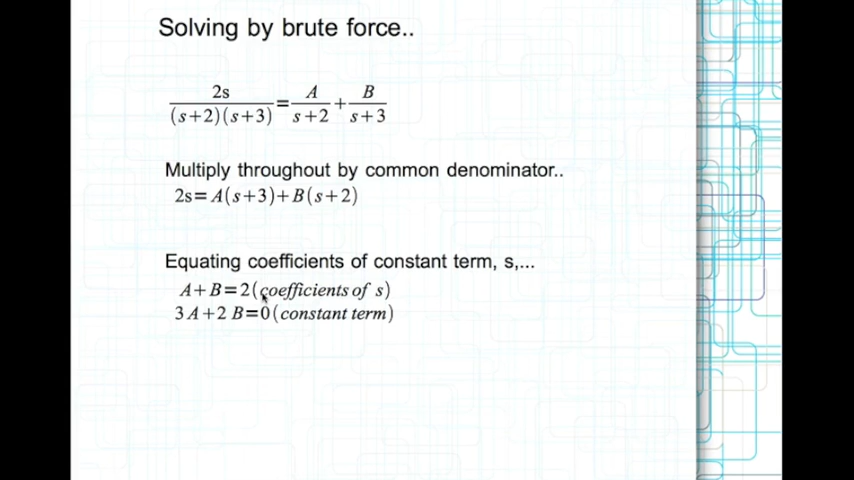 Solving by brute force..
2s/((s+2)(s+3)) = A/(s+2) + B/(s+3)
Multiply throughout by common denominator..
2s=A(s+3)+B(s+2)
Equating coefficients of constant term, s,...
A+B=2(coefficients of s)
3A+2B=0(constant term)